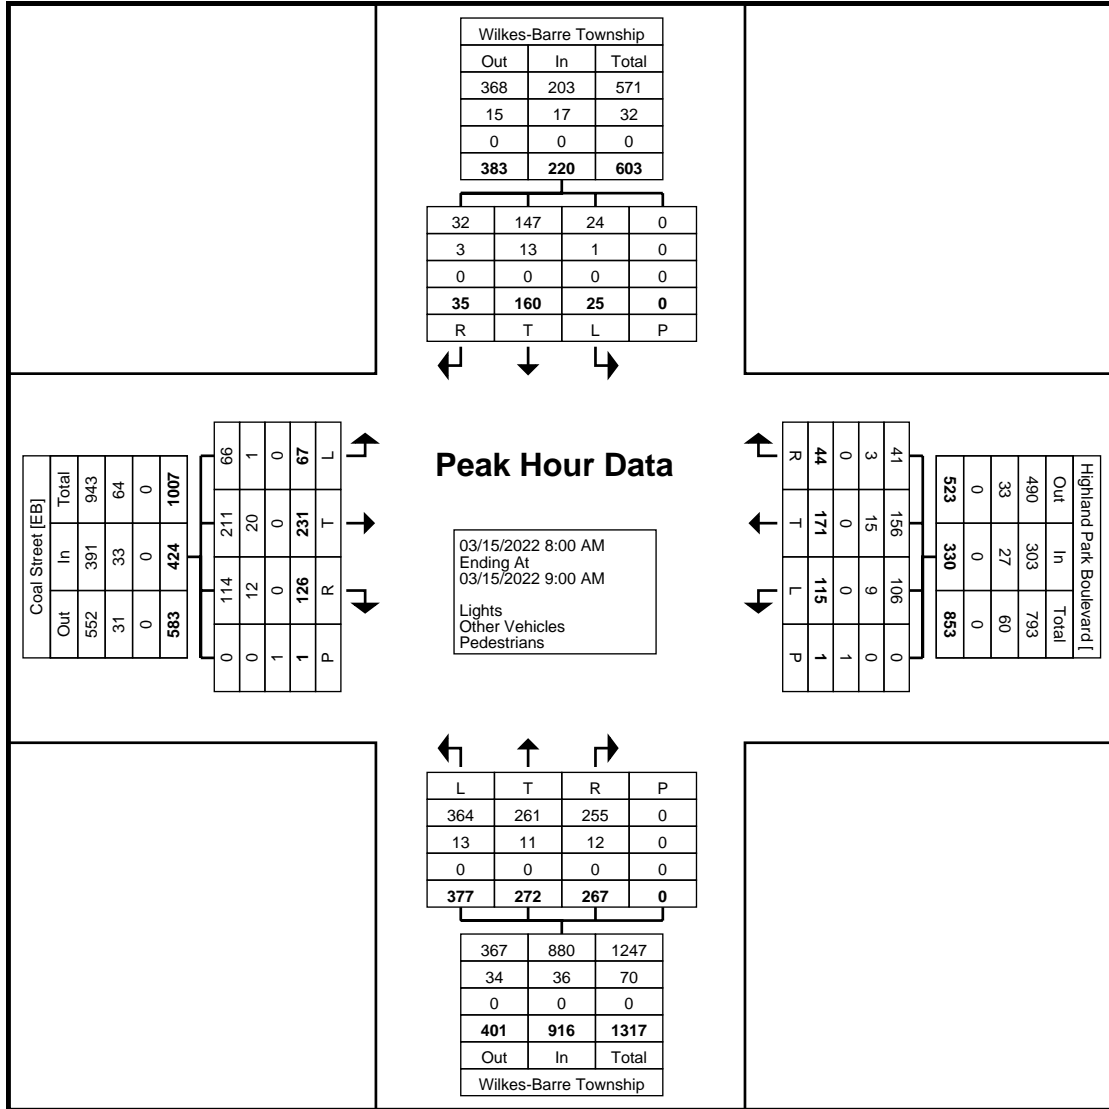 Wilkes-Barre Township
Out In Total
368 203 571
15 17 32
0 0 0
383 220 603
32 147 24 0
3 13 1 0
0 0 0 0
35 160 25 0
R T L P
Coal Street [EB]
Total In Out
943 391 552
64 33 31
0 0 0
1007 424 583
66 211 114 0
1 20 12 0
0 0 0 1
67 231 126 1
L T R P
Peak Hour Data
03/15/2022 8:00 AM
Ending At
03/15/2022 9:00 AM
Lights
Other Vehicles
Pedestrians
Highland Park Boulevard [
Out In Total
490 303 793
33 27 60
0 0 0
523 330 853
41 156 106 0
3 15 9 0
0 0 0 1
44 171 115 1
R T L P
L T R P
364 261 255 0
13 11 12 0
0 0 0 0
377 272 267 0
367 880 1247
34 36 70
0 0 0
401 916 1317
Out In Total
Wilkes-Barre Township